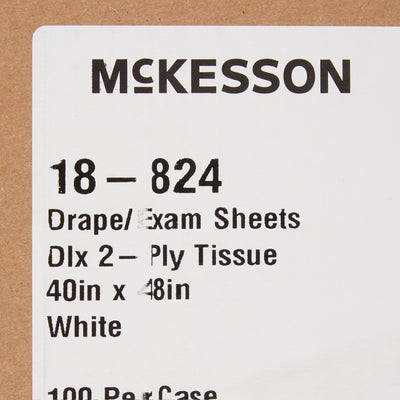 McKESSON
18 – 824
Drape/ Exam Sheets
Dlx 2 – Ply Tissue
40in x 48in
White
100 Per Case